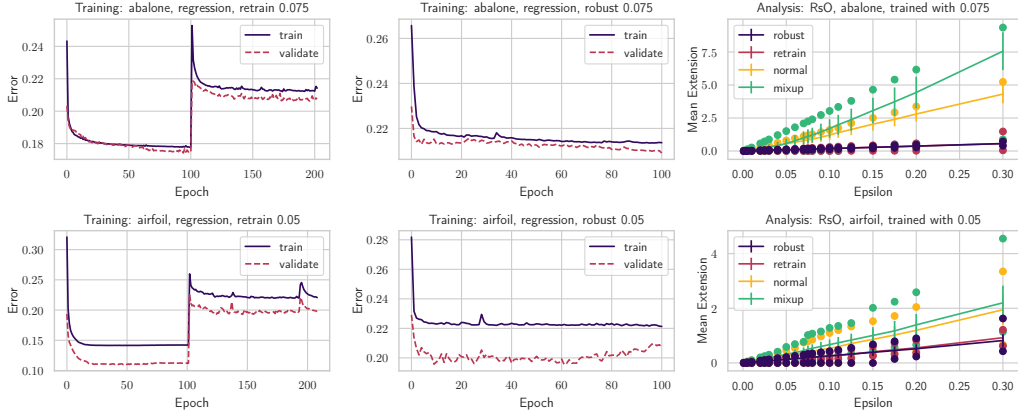 Training: abalone, regression, retrain 0.075
Error
0.24
0.22
0.20
0.18
train
validate
0
50
100
150
200
Epoch
Training: abalone, regression, robust 0.075
Error
0.26
0.24
0.22
train
validate
0
20
40
60
80
100
Epoch
Analysis: RsO, abalone, trained with 0.075
Mean Extension
7.5
5.0
2.5
0.0
robust
retrain
normal
mixup
0.00
0.05
0.10
0.15
0.20
0.25
0.30
Epsilon
Training: airfoil, regression, retrain 0.05
Error
0.30
0.25
0.20
0.15
0.10
train
validate
0
50
100
150
200
Epoch
Training: airfoil, regression, robust 0.05
Error
0.28
0.26
0.24
0.22
0.20
train
validate
0
20
40
60
80
100
Epoch
Analysis: RsO, airfoil, trained with 0.05
Mean Extension
4
2
0
robust
retrain
normal
mixup
0.00
0.05
0.10
0.15
0.20
0.25
0.30
Epsilon